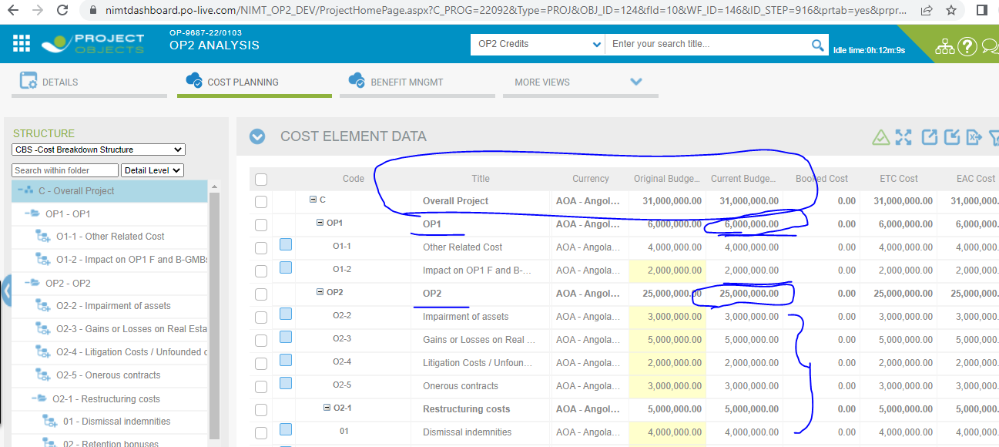 nimtdashboard.po-live.com/NIMT_OP2_DEV/ProjectHomePage.aspx?C_PROG=22092&Type=PROJ&OBJ_ID=124&fId=10&WF_ID=146&ID_STEP=916&prtab=yes&prpr...
PROJECT OBJECTS
OP-9687-22/0103
OP2 ANALYSIS
OP2 Credits
Enter your search title...
Idle time:0h:12m:9s
DETAILS
COST PLANNING
BENEFIT MNGMT
MORE VIEWS
STRUCTURE
CBS -Cost Breakdown Structure
Search within folder Detail Level
C - Overall Project
OP1 - OP1
O1-1 - Other Related Cost
O1-2 - Impact on OP1 F and B-GMB
OP2 - OP2
O2-2 - Impairment of assets
O2-3 - Gains or Losses on Real Esta
O2-4 - Litigation Costs / Unfounded
O2-5 - Onerous contracts
O2-1 - Restructuring costs
01 - Dismissal indemnities
02 - Retention bonuses
COST ELEMENT DATA
Code Title Currency Original Budge... Current Budge... Booked Cost ETC Cost EAC Cost
C Overall Project AOA - Angol... 31,000,000.00 31,000,000.00 0.00 31,000,000.00 31,000,000.
OP1 OP1 AOA - Angol... 6,000,000.00 6,000,000.00 0.00 6,000,000.00 6,000,000.
O1-1 Other Related Cost AOA - Angola... 4,000,000.00 4,000,000.00 0.00 4,000,000.00 4,000,000.
O1-2 Impact on OP1 F and B-... AOA - Angola... 2,000,000.00 2,000,000.00 0.00 2,000,000.00 2,000,000.
OP2 OP2 AOA - Angol... 25,000,000.00 25,000,000.00 0.00 25,000,000.00 25,000,000.
O2-2 Impairment of assets AOA - Angola... 3,000,000.00 3,000,000.00 0.00 3,000,000.00 3,000,000.
O2-3 Gains or Losses on Real ... AOA - Angola... 5,000,000.00 5,000,000.00 0.00 5,000,000.00 5,000,000.
O2-4 Litigation Costs / Unfoun... AOA - Angola... 2,000,000.00 2,000,000.00 0.00 2,000,000.00 2,000,000.
O2-5 Onerous contracts AOA - Angola... 3,000,000.00 3,000,000.00 0.00 3,000,000.00 3,000,000.
O2-1 Restructuring costs AOA - Angol... 5,000,000.00 5,000,000.00 0.00 5,000,000.00 5,000,000.
01 Dismissal indemnities AOA - Angola... 4,000,000.00 4,000,000.00 0.00 4,000,000.00 4,000,000.